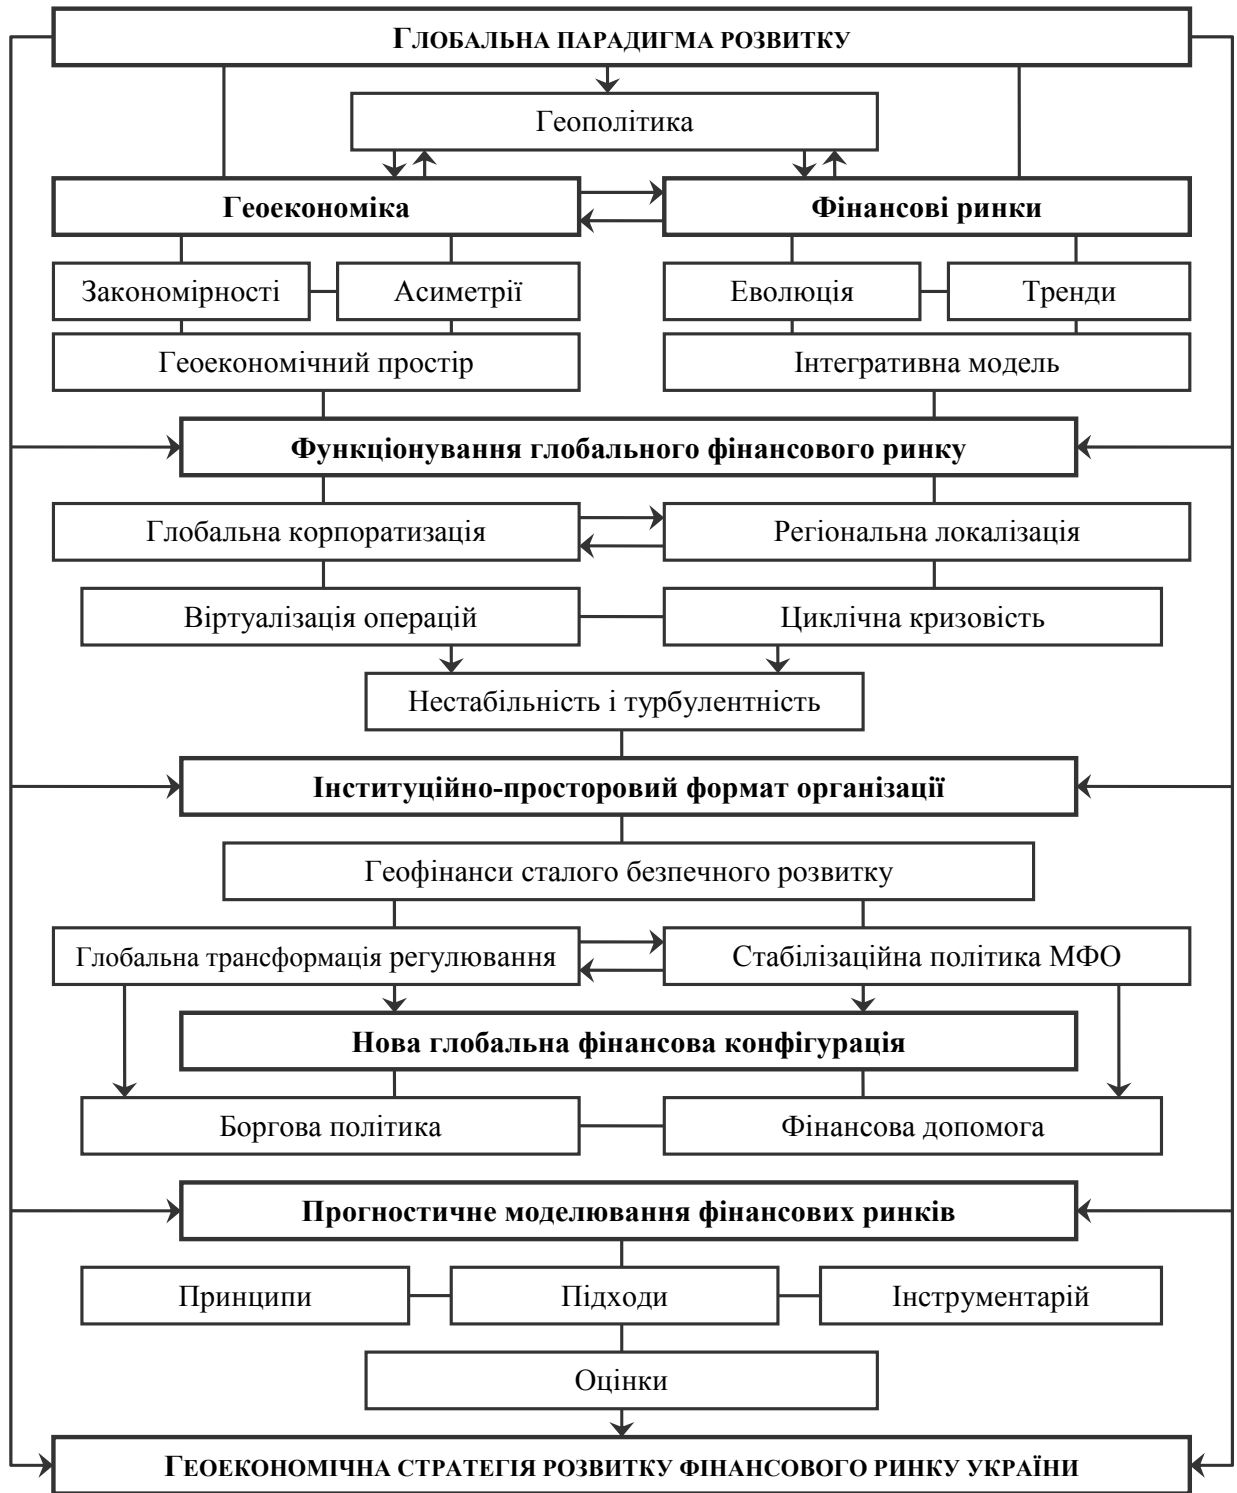 ГЛОБАЛЬНА ПАРАДИГМА РОЗВИТКУ
Геополітика
Геоекономіка
Фінансові ринки
Закономірності
Асиметрії
Еволюція
Тренди
Геоекономічний простір
Інтегративна модель
Функціонування глобального фінансового ринку
Глобальна корпоратизація
Регіональна локалізація
Віртуалізація операцій
Циклічна кризовість
Нестабільність і турбулентність
Інституційно-просторовий формат організації
Геофінанси сталого безпечного розвитку
Глобальна трансформація регулювання
Стабілізаційна політика МФО
Нова глобальна фінансова конфігурація
Боргова політика
Фінансова допомога
Прогностичне моделювання фінансових ринків
Принципи
Підходи
Інструментарій
Оцінки
ГЕОЕКОНОМІЧНА СТРАТЕГІЯ РОЗВИТКУ ФІНАНСОВОГО РИНКУ УКРАЇНИ